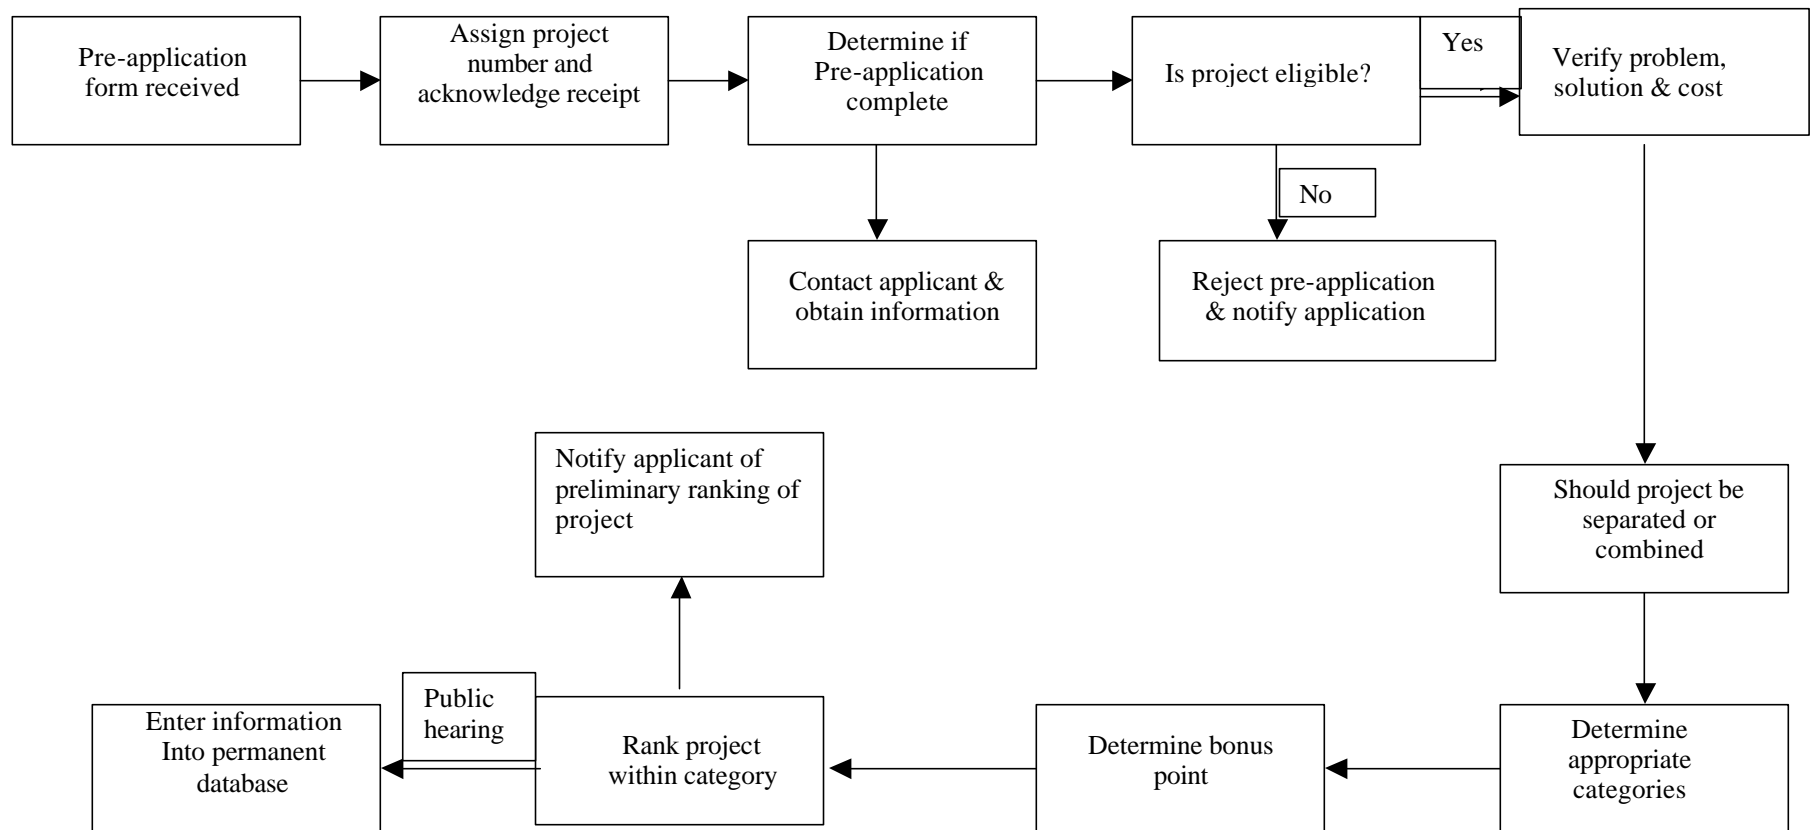 Pre-application
form received
Assign project
number and
acknowledge receipt
Determine if
Pre-application
complete
Is project eligible?
Yes
Verify problem,
solution & cost
No
Contact applicant &
obtain information
Reject pre-application
& notify application
Notify applicant of
preliminary ranking of
project
Should project be
separated or
combined
Enter information
Into permanent
database
Public
hearing
Rank project
within category
Determine bonus
point
Determine
appropriate
categories